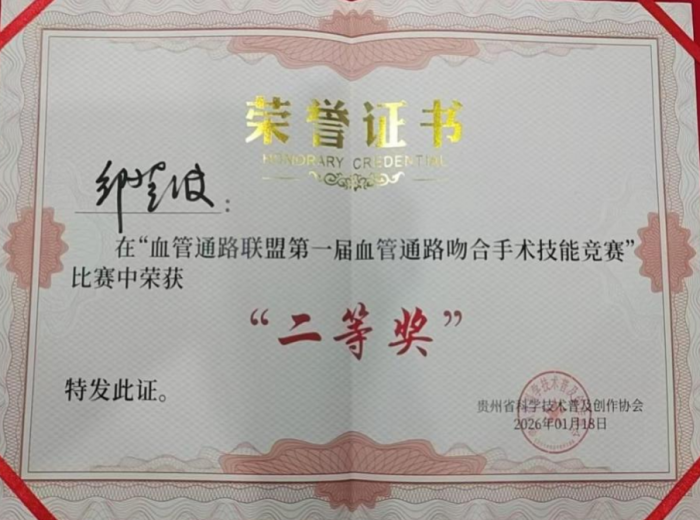 荣誉证书
HONORARY CREDENTIAL
：
在“血管通路联盟第一届血管通路吻合手术技能竞赛”
比赛中荣获
“二等奖”
特发此证。
贵州省科学技术普及创作协会
2026年01月18日